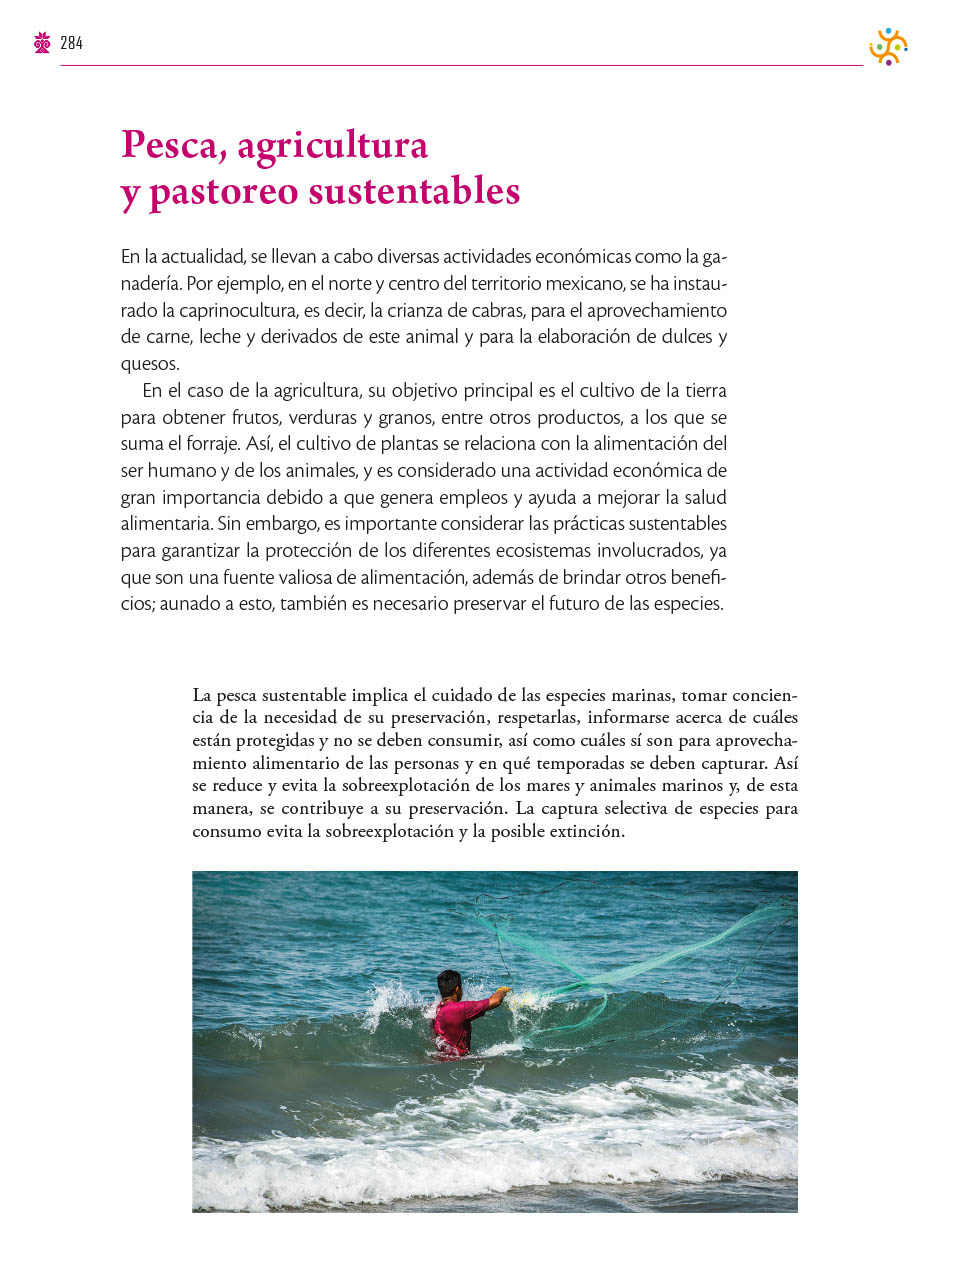 284
Pesca, agricultura
y pastoreo sustentables
En la actualidad, se llevan a cabo diversas actividades económicas como la ga-
nadería. Por ejemplo, en el norte y centro del territorio mexicano, se ha instau-
rado la caprinocultura, es decir, la crianza de cabras, para el aprovechamiento
de carne, leche y derivados de este animal y para la elaboración de dulces y
quesos.
En el caso de la agricultura, su objetivo principal es el cultivo de la tierra
para obtener frutos, verduras y granos, entre otros productos, a los que se
suma el forraje. Así, el cultivo de plantas se relaciona con la alimentación del
ser humano y de los animales, y es considerado una actividad económica de
gran importancia debido a que genera empleos y ayuda a mejorar la salud
alimentaria. Sin embargo, es importante considerar las prácticas sustentables
para garantizar la protección de los diferentes ecosistemas involucrados, ya
que son una fuente valiosa de alimentación, además de brindar otros benefi-
cios; aunado a esto, también es necesario preservar el futuro de las especies.
La pesca sustentable implica el cuidado de las especies marinas, tomar concien-
cia de la necesidad de su preservación, respetarlas, informarse acerca de cuáles
están protegidas y no se deben consumir, así como cuáles sí son para aprovecha-
miento alimentario de las personas y en qué temporadas se deben capturar. Así
se reduce y evita la sobreexplotación de los mares y animales marinos y, de esta
manera, se contribuye a su preservación. La captura selectiva de especies para
consumo evita la sobreexplotación y la posible extinción.